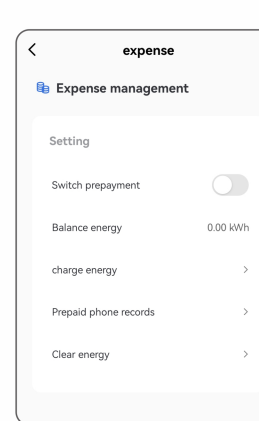 expense
Expense management
Setting
Switch prepayment
Balance energy 0.00 kWh
charge energy
Prepaid phone records
Clear energy